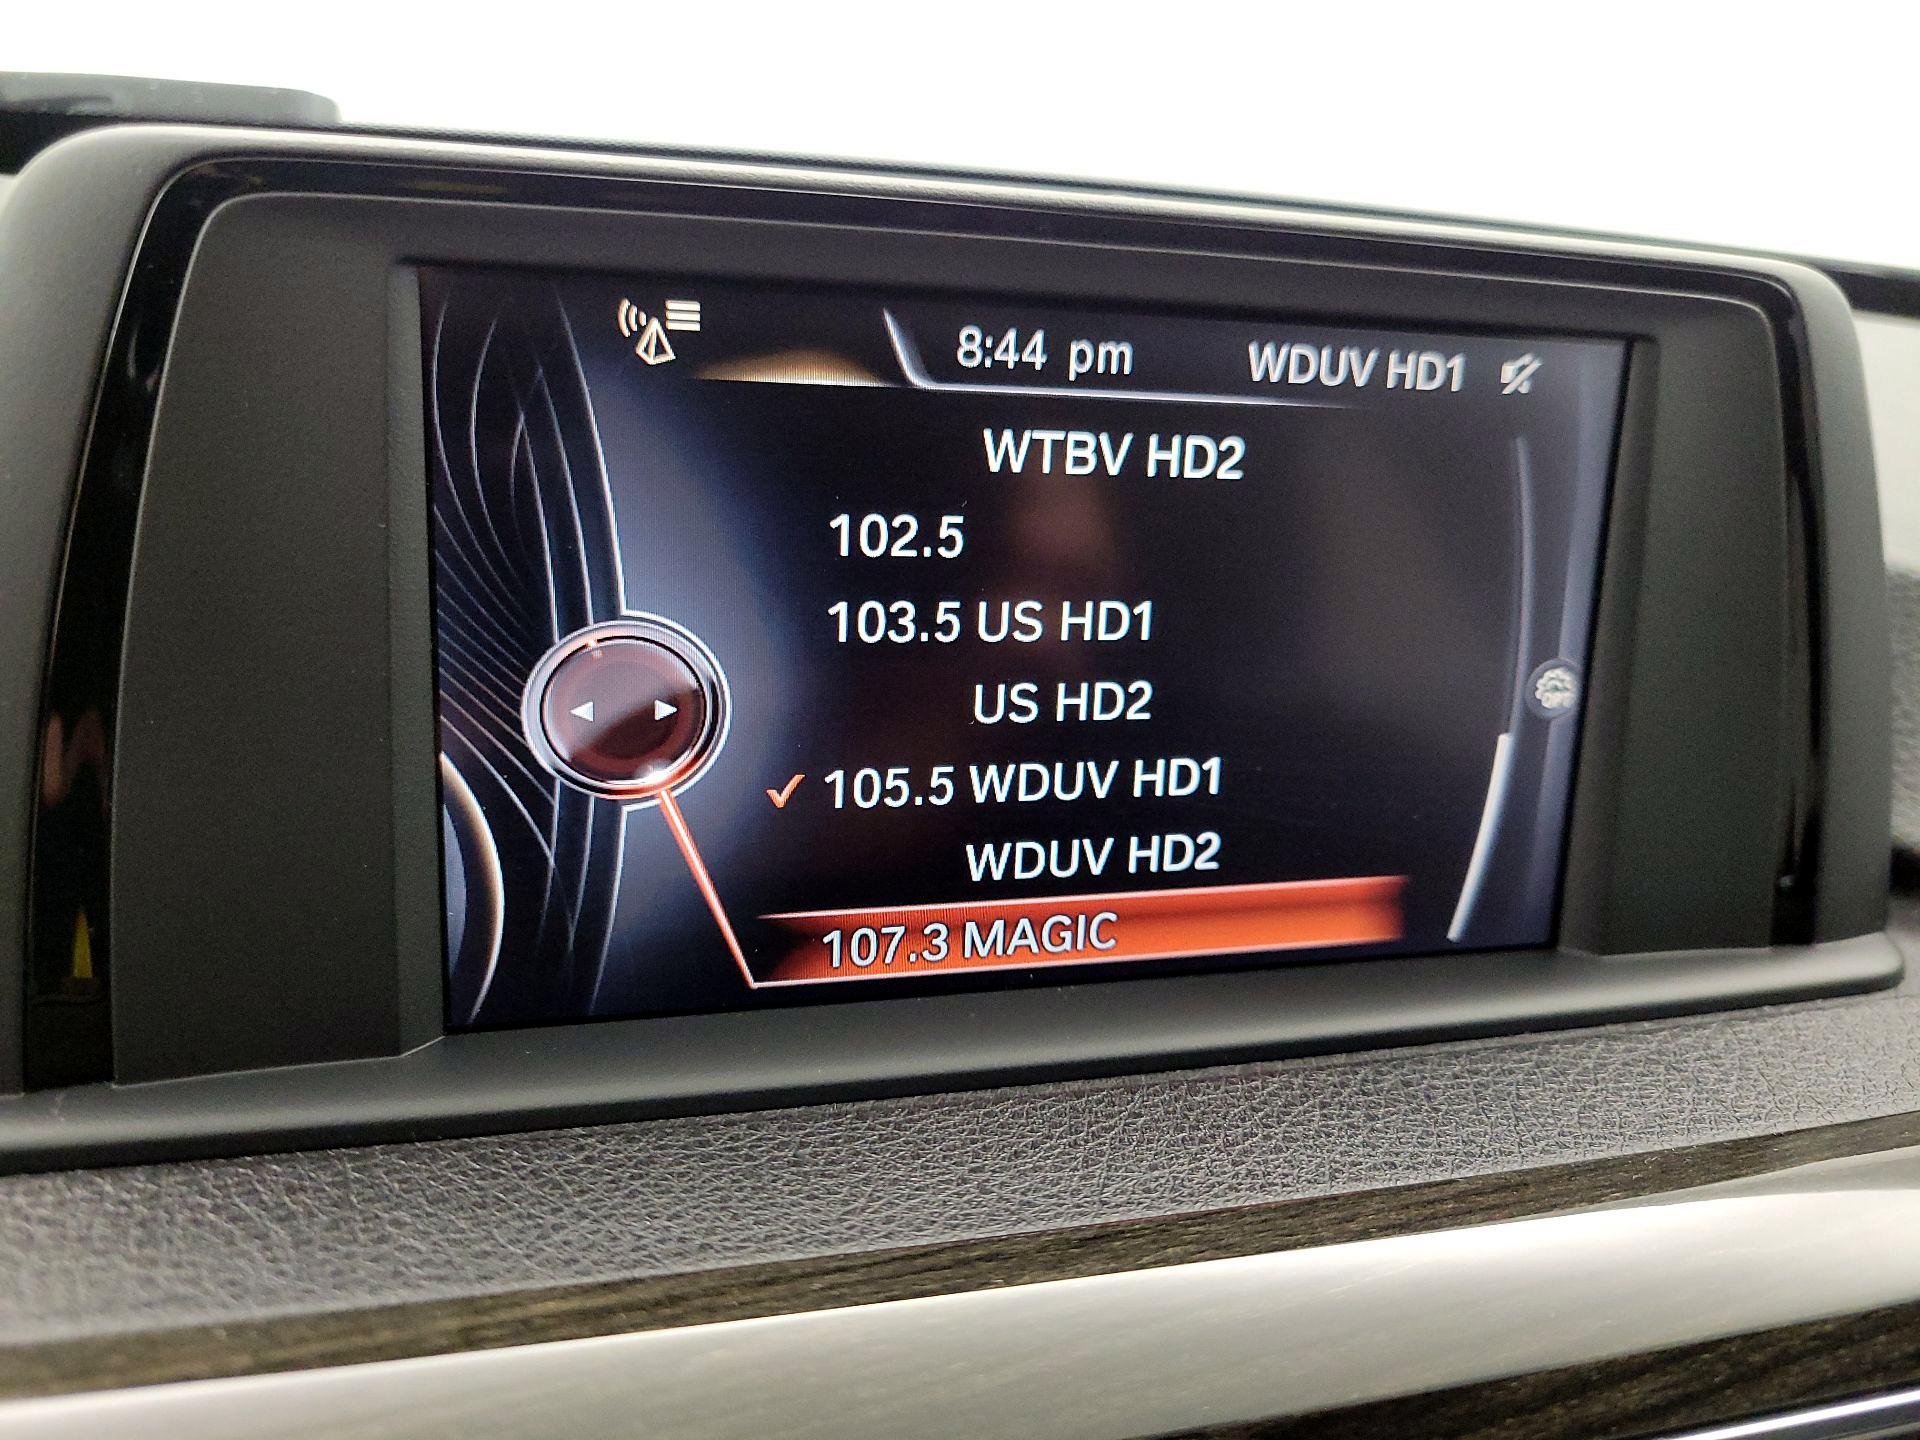 8:44 pm WDUV HD1
WTBV HD2
102.5
103.5 US HD1
US HD2
105.5 WDUV HD1
WDUV HD2
107.3 MAGIC